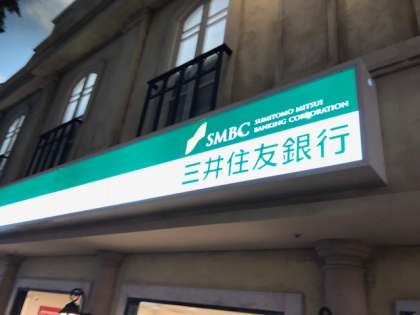 SMBC
SUMITOMO MITSUI
BANKING CORPORATION
三井住友銀行